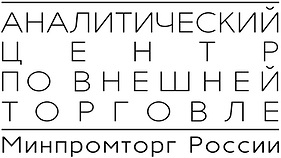 АНАЛИТИЧЕСКИЙ
ЦЕНТР
ПО ВНЕШНЕЙ
ТОРГОВЛЕ
Минпромторг России